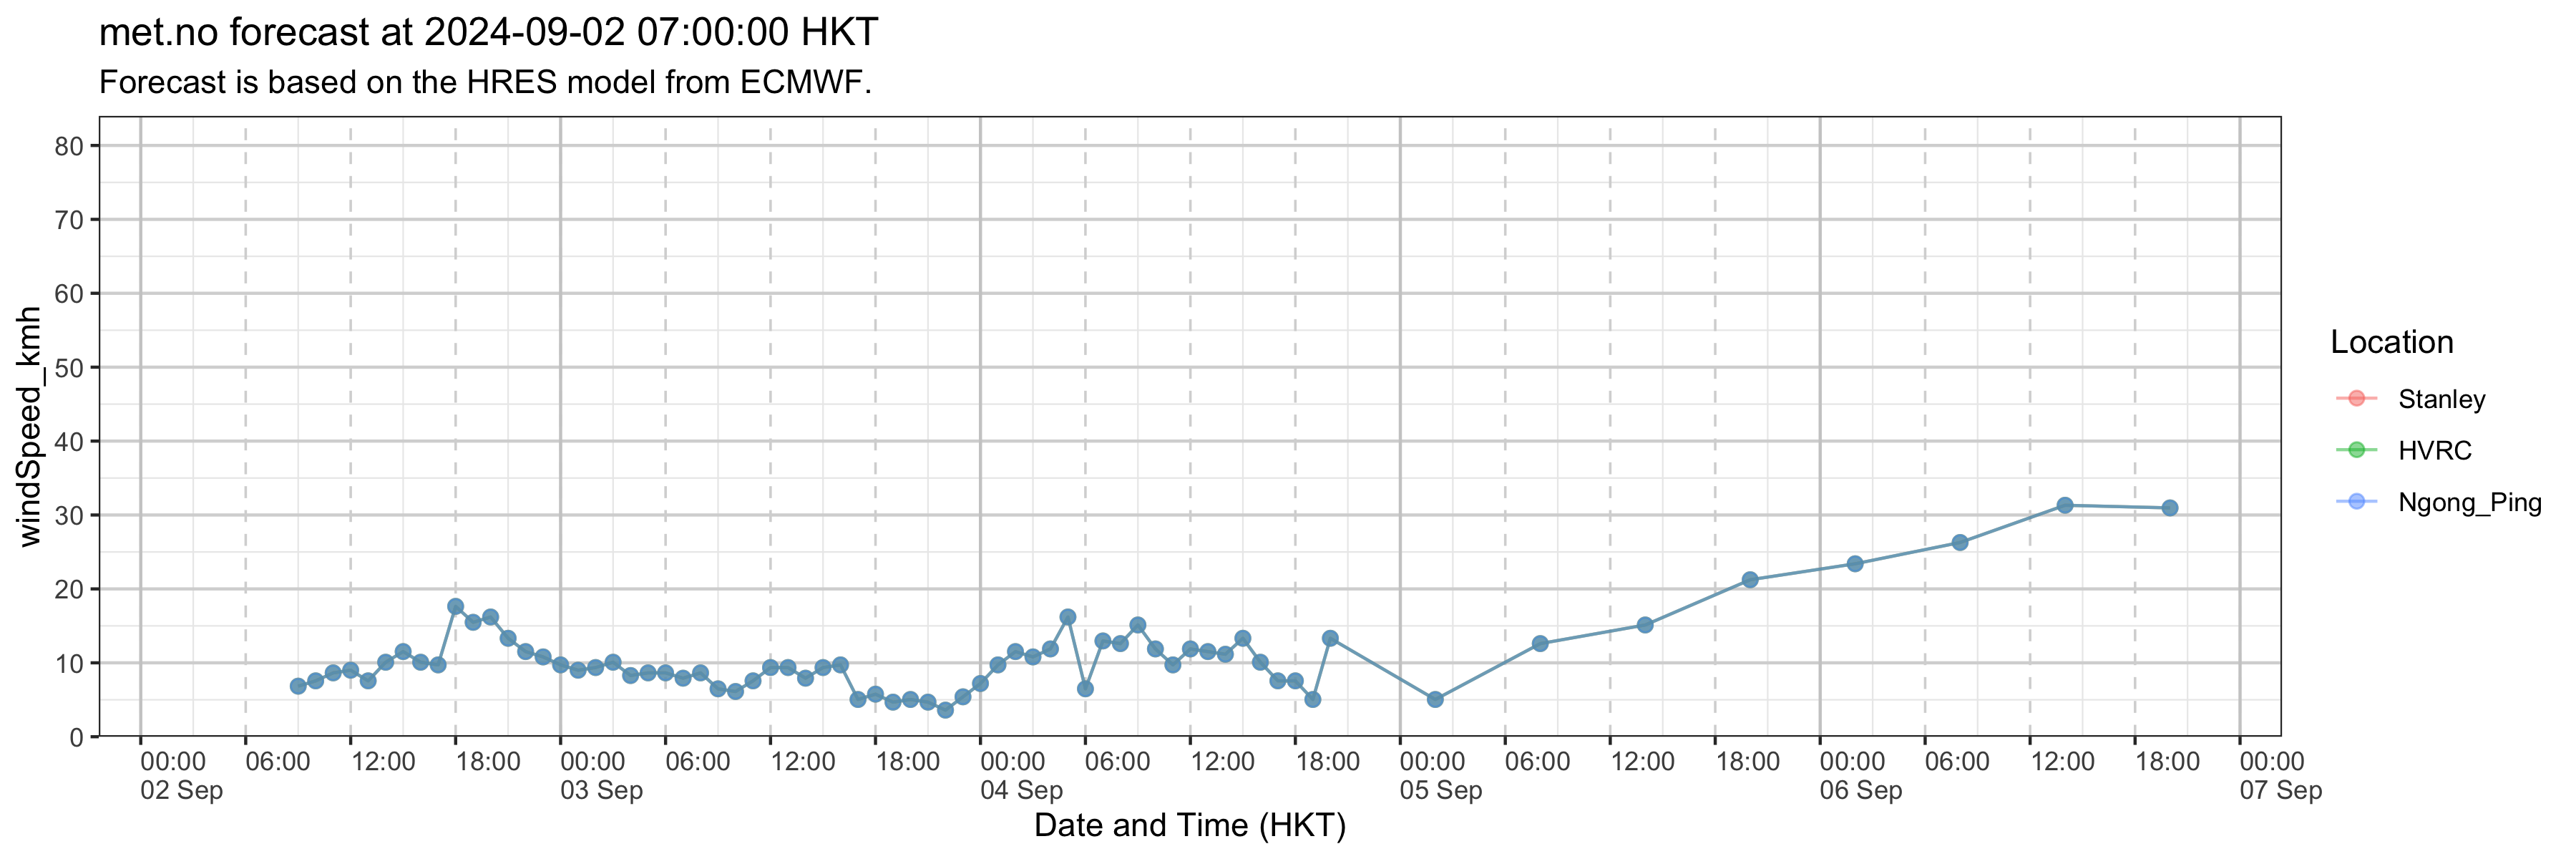 met.no forecast at 2024-09-02 07:00:00 HKT
Forecast is based on the HRES model from ECMWF.
windSpeed_kmh
80
70
60
50
40
30
20
10
0
00:00 06:00 12:00 18:00 00:00 06:00 12:00 18:00 00:00 06:00 12:00 18:00 00:00 06:00 12:00 18:00 00:00 06:00 12:00 18:00 00:00
02 Sep 03 Sep 04 Sep 05 Sep 06 Sep 07 Sep
Date and Time (HKT)
Location
Stanley
HVRC
Ngong_Ping